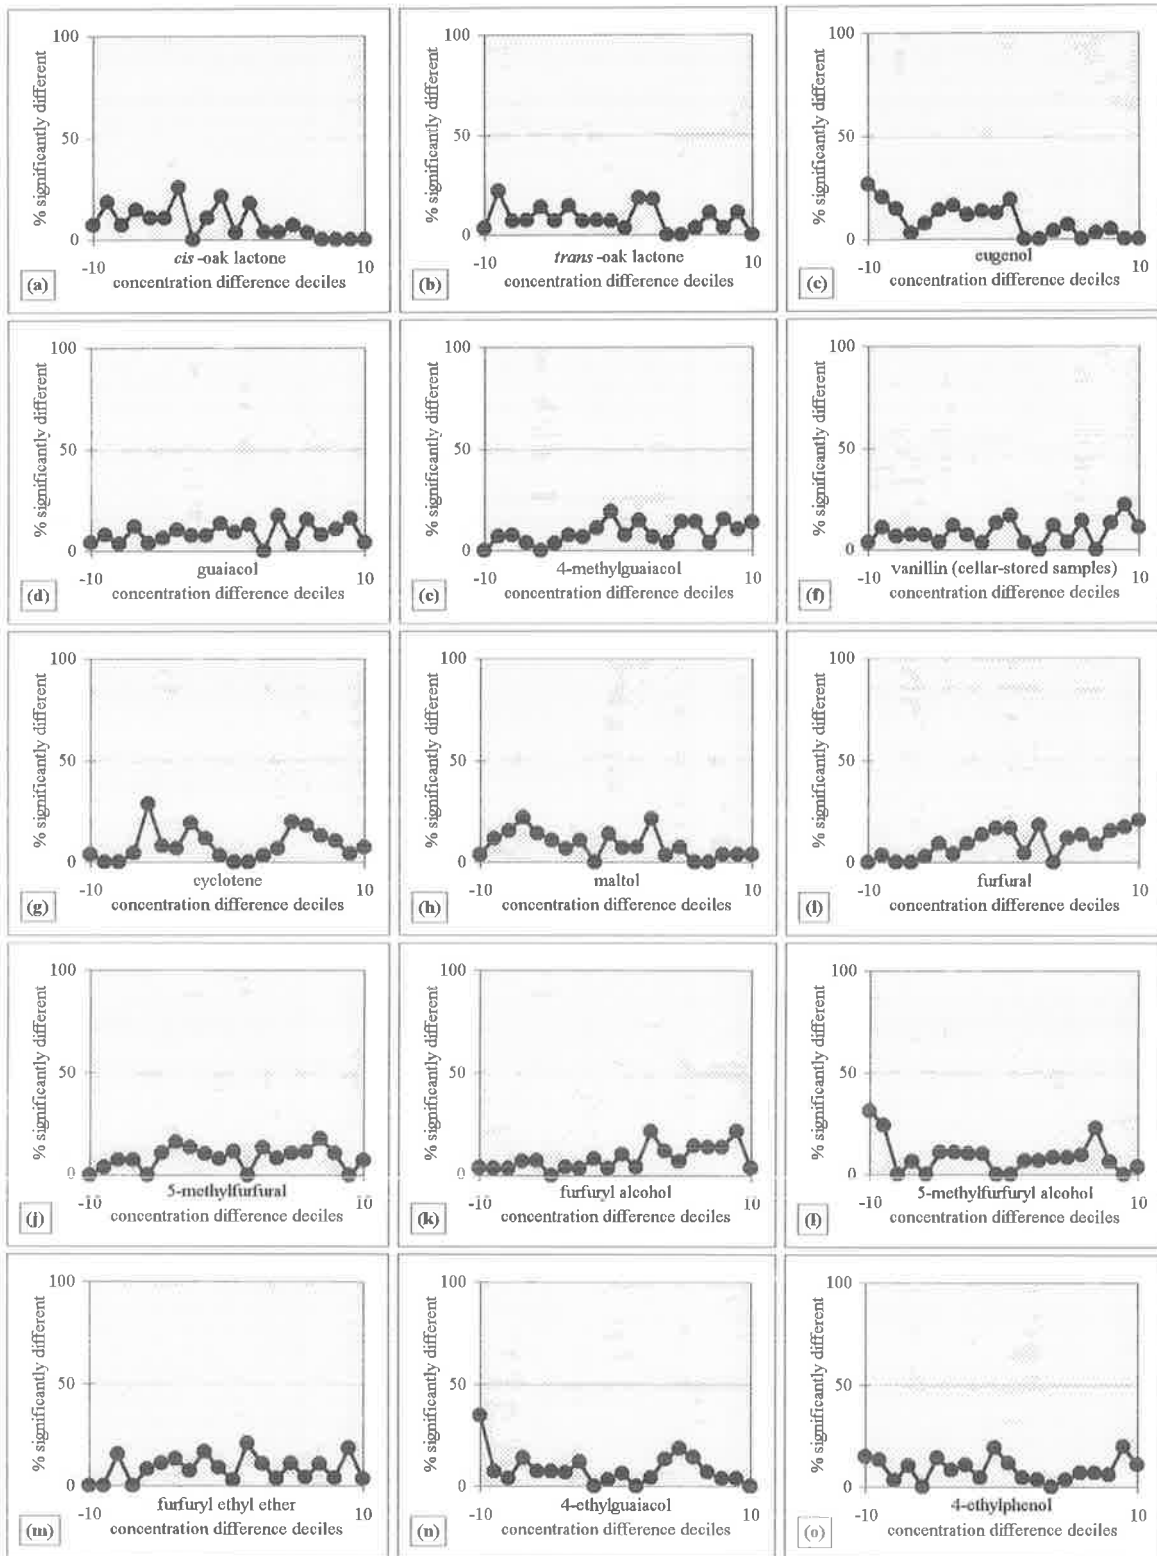 100
% significantly different
50
0
-10
cis -oak lactone
10
(a)
concentration difference deciles
100
% significantly different
50
0
-10
trans -oak lactone
10
(b)
concentration difference deciles
100
% significantly different
50
0
-10
eugenol
10
(c)
concentration difference deciles
100
% significantly different
50
0
-10
guaiacol
10
(d)
concentration difference deciles
100
% significantly different
50
0
-10
4-methylguaiacol
10
(e)
concentration difference deciles
100
% significantly different
50
0
-10
vanillin (cellar-stored samples)
10
(f)
concentration difference deciles
100
% significantly different
50
0
-10
cyclotene
10
(g)
concentration difference deciles
100
% significantly different
50
0
-10
maltol
10
(h)
concentration difference deciles
100
% significantly different
50
0
-10
furfural
10
(i)
concentration difference deciles
100
% significantly different
50
0
-10
5-methylfurfural
10
(j)
concentration difference deciles
100
% significantly different
50
0
-10
furfuryl alcohol
10
(k)
concentration difference deciles
100
% significantly different
50
0
-10
5-methylfurfuryl alcohol
10
(l)
concentration difference deciles
100
% significantly different
50
0
-10
furfuryl ethyl ether
10
(m)
concentration difference deciles
100
% significantly different
50
0
-10
4-ethylguaiacol
10
(n)
concentration difference deciles
100
% significantly different
50
0
-10
4-ethylphenol
10
(o)
concentration difference deciles